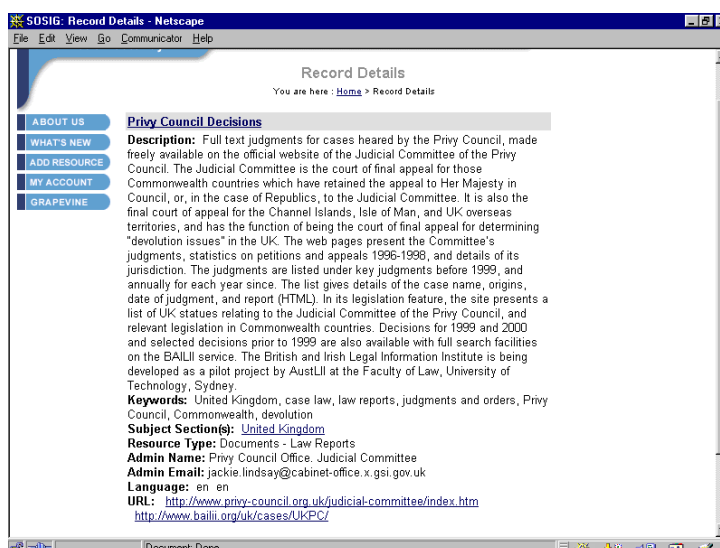 SOSIG: Record Details - Netscape
File Edit View Go Communicator Help
Record Details
You are here : Home > Record Details
ABOUT US
WHAT'S NEW
ADD RESOURCE
MY ACCOUNT
GRAPEVINE
Privy Council Decisions
Description: Full text judgments for cases heared by the Privy Council, made
freely available on the official website of the Judicial Committee of the Privy
Council. The Judicial Committee is the court of final appeal for those
Commonwealth countries which have retained the appeal to Her Majesty in
Council, or, in the case of Republics, to the Judicial Committee. It is also the
final court of appeal for the Channel Islands, Isle of Man, and UK overseas
territories, and has the function of being the court of final appeal for determining
"devolution issues" in the UK. The web pages present the Committee's
judgments, statistics on petitions and appeals 1996-1998, and details of its
jurisdiction. The judgments are listed under key judgments before 1999, and
annually for each year since. The list gives details of the case name, origins,
date of judgment, and report (HTML). In its legislation feature, the site presents a
list of UK statues relating to the Judicial Committee of the Privy Council, and
relevant legislation in Commonwealth countries. Decisions for 1999 and 2000
and selected decisions prior to 1999 are also available with full search facilities
on the BAILII service. The British and Irish Legal Information Institute is being
developed as a pilot project by AustLII at the Faculty of Law, University of
Technology, Sydney.
Keywords: United Kingdom, case law, law reports, judgments and orders, Privy
Council, Commonwealth, devolution
Subject Section(s): United Kingdom
Resource Type: Documents - Law Reports
Admin Name: Privy Council Office. Judicial Committee
Admin Email: jackie.lindsay@cabinet-office.x.gsi.gov.uk
Language: en en
URL: http://www.privy-council.org.uk/judicial-committee/index.htm
http://www.bailii.org/uk/cases/UKPC/
Document: Done